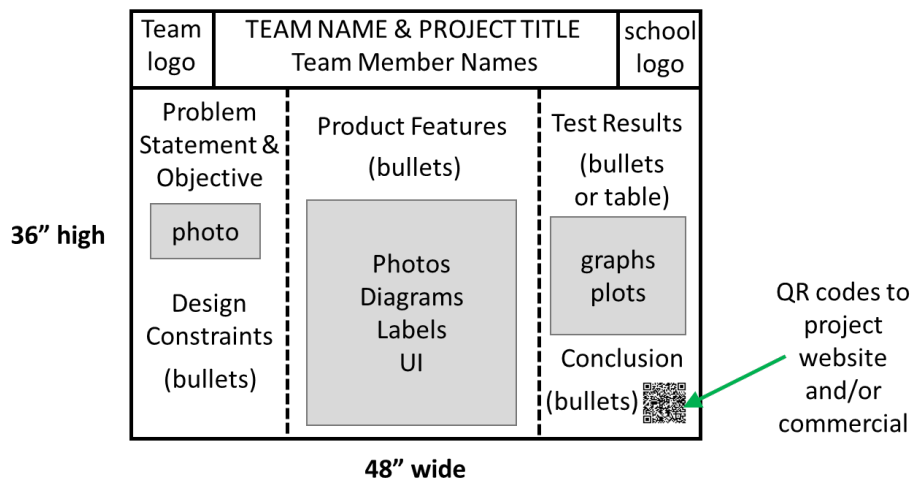 Team
logo
TEAM NAME & PROJECT TITLE
Team Member Names
school
logo
Problem
Statement &
Objective
photo
Design
Constraints
(bullets)
Product Features
(bullets)
Photos
Diagrams
Labels
UI
Test Results
(bullets
or table)
graphs
plots
Conclusion
(bullets)
36” high
48” wide
QR codes to
project
website
and/or
commercial